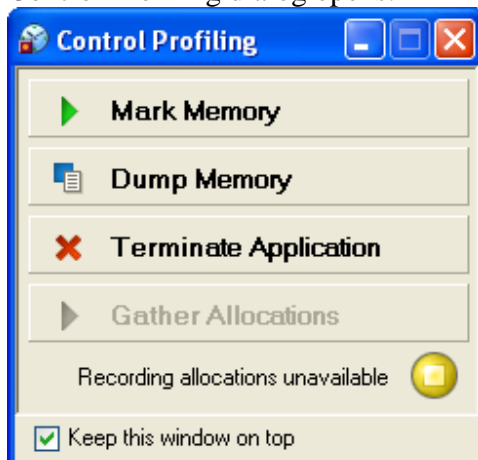 Control Profiling
Mark Memory
Dump Memory
Terminate Application
Gather Allocations
Recording allocations unavailable
Keep this window on top